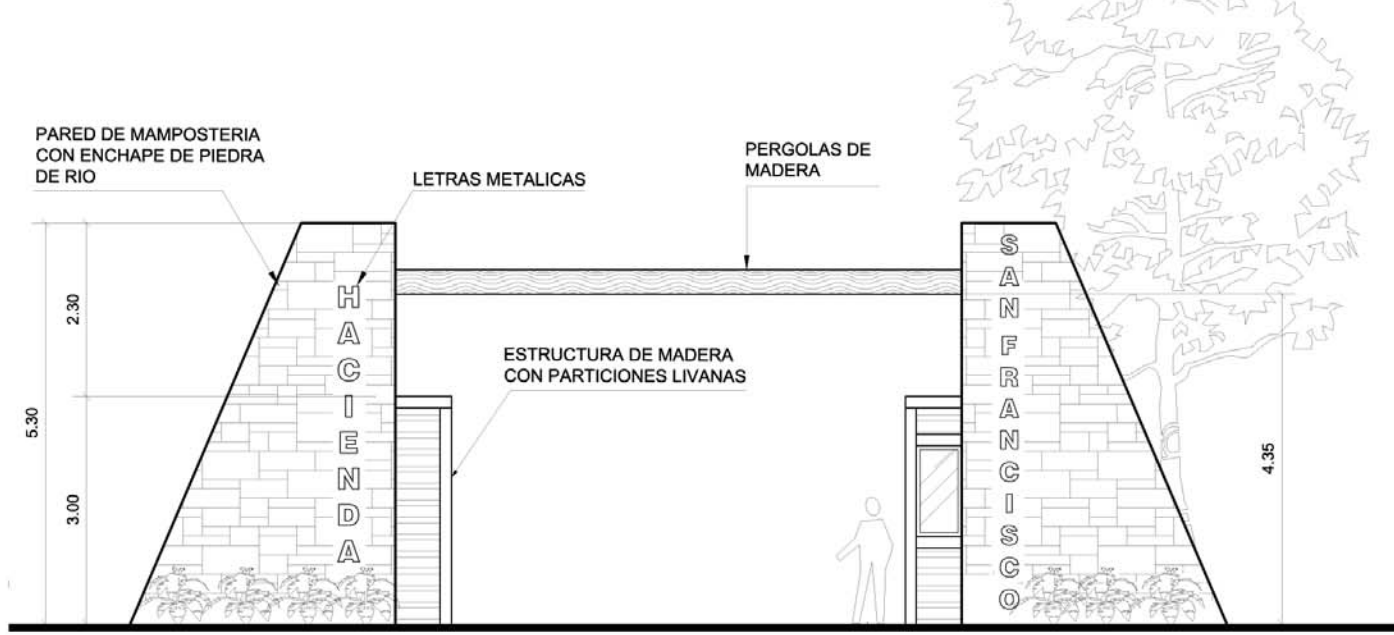 PARED DE MAMPOSTERIA
CON ENCHAPE DE PIEDRA
DE RIO
LETRAS METALICAS
PERGOLAS DE
MADERA
ESTRUCTURA DE MADERA
CON PARTICIONES LIVANAS
HACIENDA
SAN FRANCISCO
5.30
2.30
3.00
4.35